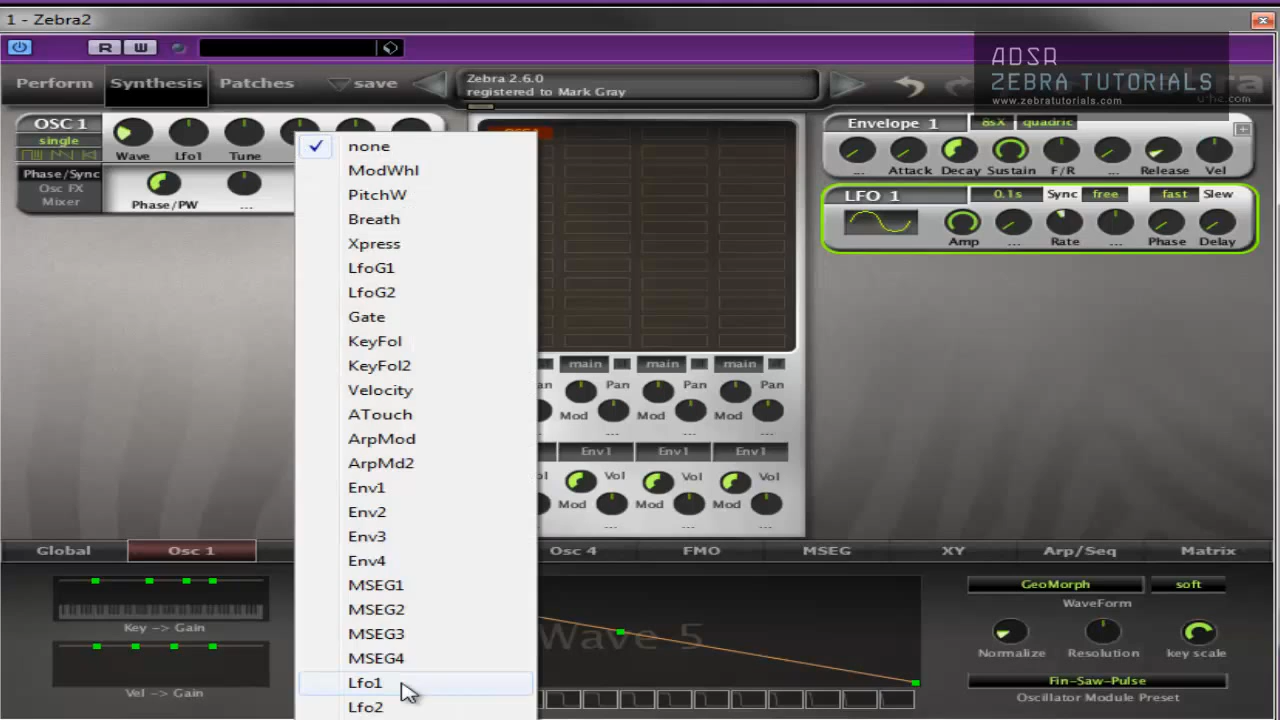 1 - Zebra2
R W
Perform Synthesis Patches save
Zebra 2.6.0
registered to Mark Gray
ADSR
ZEBRA TUTORIALS
www.zebratutorials.com
u-he.com
OSC 1
single
Wave Lfo1 Tune
Phase/Sync
Osc FX
Mixer
Phase/PW ...
none
ModWhl
PitchW
Breath
Xpress
LfoG1
LfoG2
Gate
KeyFol
KeyFol2
Velocity
ATouch
ArpMod
ArpMd2
Env1
Env2
Env3
Env4
MSEG1
MSEG2
MSEG3
MSEG4
Lfo1
Lfo2
OSC1
main main main
Pan Pan Pan
Mod Mod Mod
... ... ...
Env1 Env1 Env1
Vol Vol Vol
Mod Mod Mod
... ... ...
Envelope 1 8sX quadric
... Attack Decay Sustain F/R ... Release Vel
LFO 1 0.1s Sync free fast Slew
Amp ... Rate ... Phase Delay
Global Osc 1 Osc 4 FMO MSEG XY Arp/Seq Matrix
Key -> Gain
Vel -> Gain
Wave 5
GeoMorph soft
WaveForm
Normalize Resolution key scale
Fin-Saw-Pulse
Oscillator Module Preset